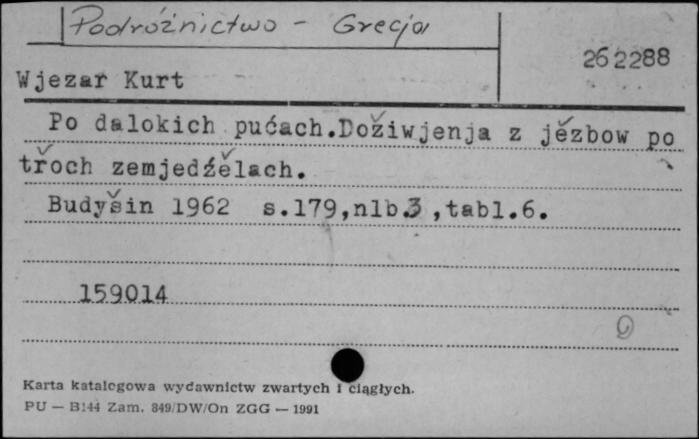 Podróżnictwo - Grecja
262288
Wjezar Kurt
Po dalokich pućach.Dožiwjenja z jězbow po
třoch zemjedźělach.
Budyšin 1962 s.179,nlb.3,tabl.6.
159014
Karta katalogowa wydawnictw zwartych i ciągłych.
PU — B144 Zam. 849/DW/On ZGG — 1991